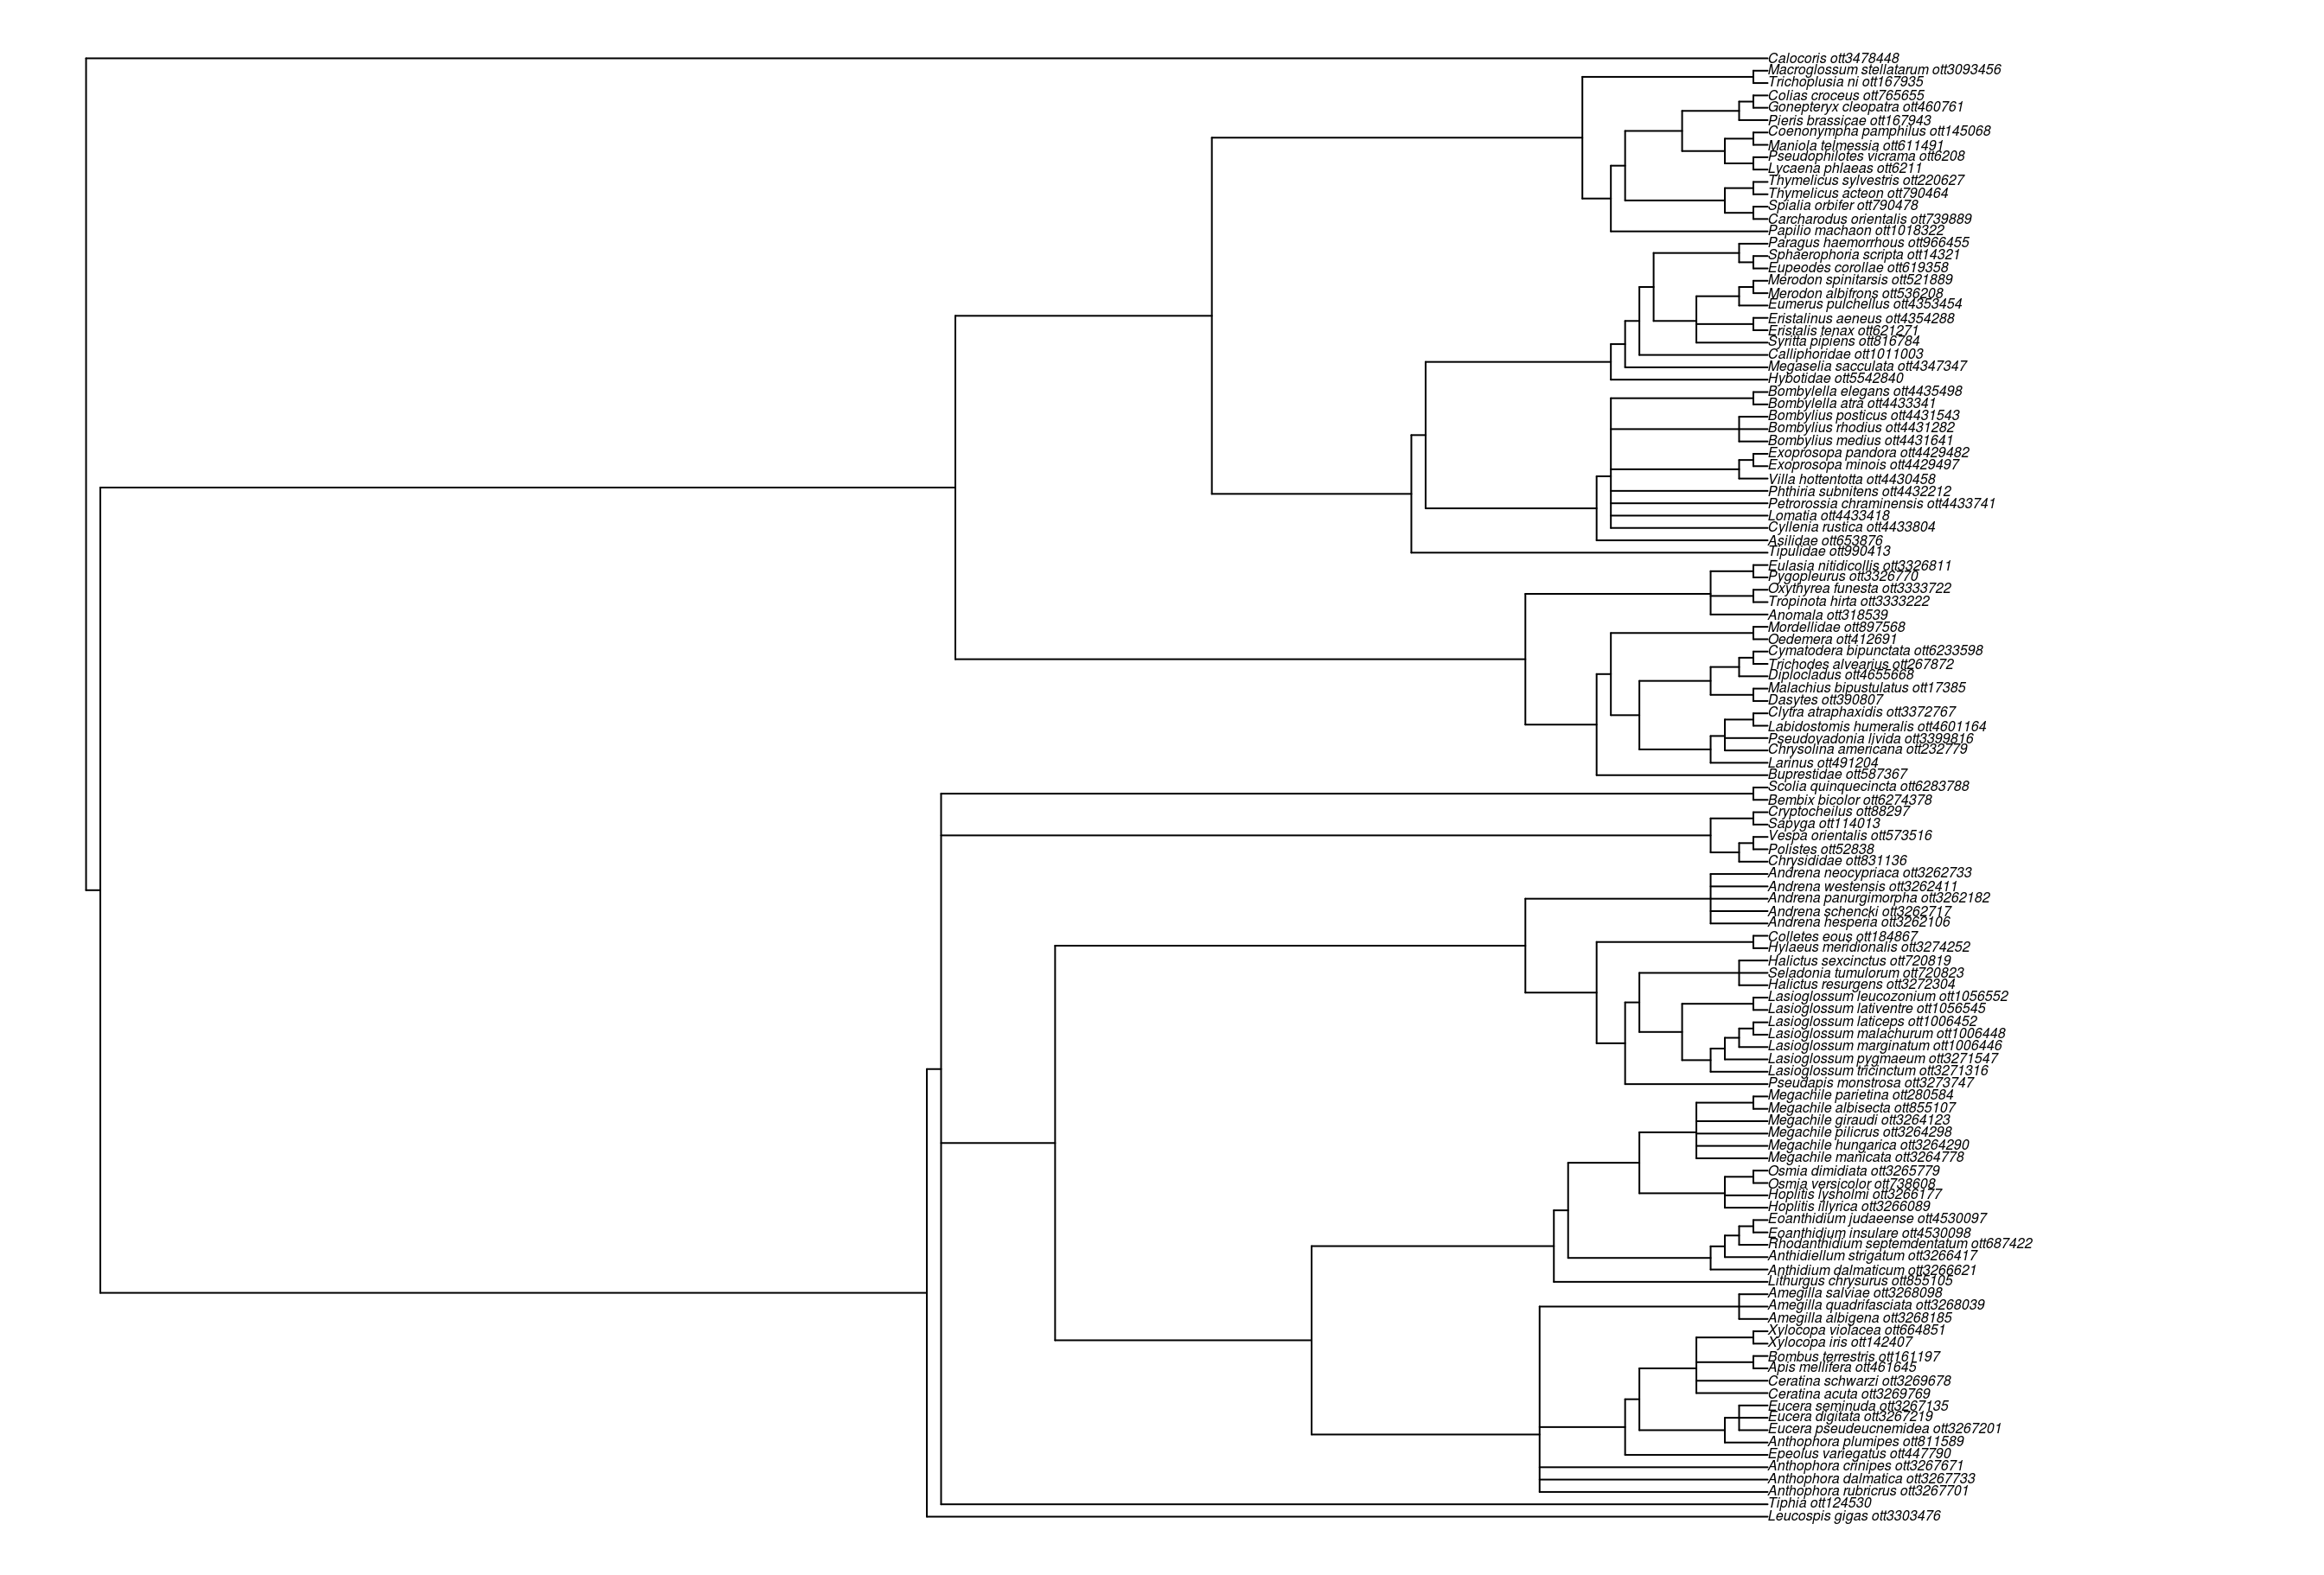 Calocoris ott3478448
Macroglossum stellatarum ott3093456
Trichoplusia ni ott167935
Colias croceus ott765655
Gonepteryx cleopatra ott460761
Pieris brassicae ott167943
Coenonympha pamphilus ott145068
Maniola telmessia ott611491
Pseudophilotes vicrama ott6208
Lycaena phlaeas ott6211
Thymelicus sylvestris ott220627
Thymelicus acteon ott790464
Spialia orbifer ott790478
Carcharodus orientalis ott739889
Papilio machaon ott1018322
Paragus haemorrhous ott966455
Sphaerophoria scripta ott14321
Eupeodes corollae ott619358
Merodon spinitarsis ott521889
Merodon albifrons ott536208
Eumerus pulchellus ott4353454
Eristalinus aeneus ott4354288
Eristalis tenax ott621271
Syritta pipiens ott816784
Calliphoridae ott1011003
Megaselia sacculata ott4347347
Hybotidae ott5542840
Bombylella elegans ott4435498
Bombylella atra ott4433341
Bombylius posticus ott4431543
Bombylius rhodius ott4431282
Bombylius medius ott4431641
Exoprosopa pandora ott4429482
Exoprosopa minois ott4429497
Villa hottentotta ott4430458
Phthiria subnitens ott4432212
Petrorossia chraminensis ott4433741
Lomatia ott4433418
Cyllenia rustica ott4433804
Asilidae ott653876
Tipulidae ott990413
Eulasia nitidicollis ott3326811
Pygopleurus ott3326770
Oxythyrea funesta ott3333722
Tropinota hirta ott3333222
Anomala ott318539
Mordellidae ott897568
Oedemera ott412691
Cymatodera bipunctata ott6233598
Trichodes alvearius ott267872
Diplocladus ott4655668
Malachius bipustulatus ott17385
Dasytes ott390807
Clytra atraphaxidis ott3372767
Labidostomis humeralis ott4601164
Pseudovadonia livida ott3399816
Chrysolina americana ott232779
Larinus ott491204
Buprestidae ott587367
Scolia quinquecincta ott6283788
Bembix bicolor ott6274378
Cryptocheilus ott88297
Sapyga ott114013
Vespa orientalis ott573516
Polistes ott52838
Chrysididae ott831136
Andrena neocypriaca ott3262733
Andrena westensis ott3262411
Andrena panurgimorpha ott3262182
Andrena schencki ott3262717
Andrena hesperia ott3262106
Colletes eous ott184867
Hylaeus meridionalis ott3274252
Halictus sexcinctus ott720819
Seladonia tumulorum ott720823
Halictus resurgens ott3272304
Lasioglossum leucozonium ott1056552
Lasioglossum lativentre ott1056545
Lasioglossum laticeps ott1006452
Lasioglossum malachurum ott1006448
Lasioglossum marginatum ott1006446
Lasioglossum pygmaeum ott3271547
Lasioglossum tricinctum ott3271316
Pseudapis monstrosa ott3273747
Megachile parietina ott280584
Megachile albisecta ott855107
Megachile giraudi ott3264123
Megachile pilicrus ott3264298
Megachile hungarica ott3264290
Megachile manicata ott3264778
Osmia dimidiata ott3265779
Osmia versicolor ott738608
Hoplitis lysholmi ott3266177
Hoplitis illyrica ott3266089
Eoanthidium judaeense ott4530097
Eoanthidium insulare ott4530098
Rhodanthidium septemdentatum ott687422
Anthidiellum strigatum ott3266417
Anthidium dalmaticum ott3266621
Lithurgus chrysurus ott855105
Amegilla salviae ott3268098
Amegilla quadrifasciata ott3268039
Amegilla albigena ott3268185
Xylocopa violacea ott664851
Xylocopa iris ott142407
Bombus terrestris ott161197
Apis mellifera ott461645
Ceratina schwarzi ott3269678
Ceratina acuta ott3269769
Eucera seminuda ott3267135
Eucera digitata ott3267219
Eucera pseudeucnemidea ott3267201
Anthophora plumipes ott811589
Epeolus variegatus ott447790
Anthophora crinipes ott3267671
Anthophora dalmatica ott3267733
Anthophora rubricrus ott3267701
Tiphia ott124530
Leucospis gigas ott3303476